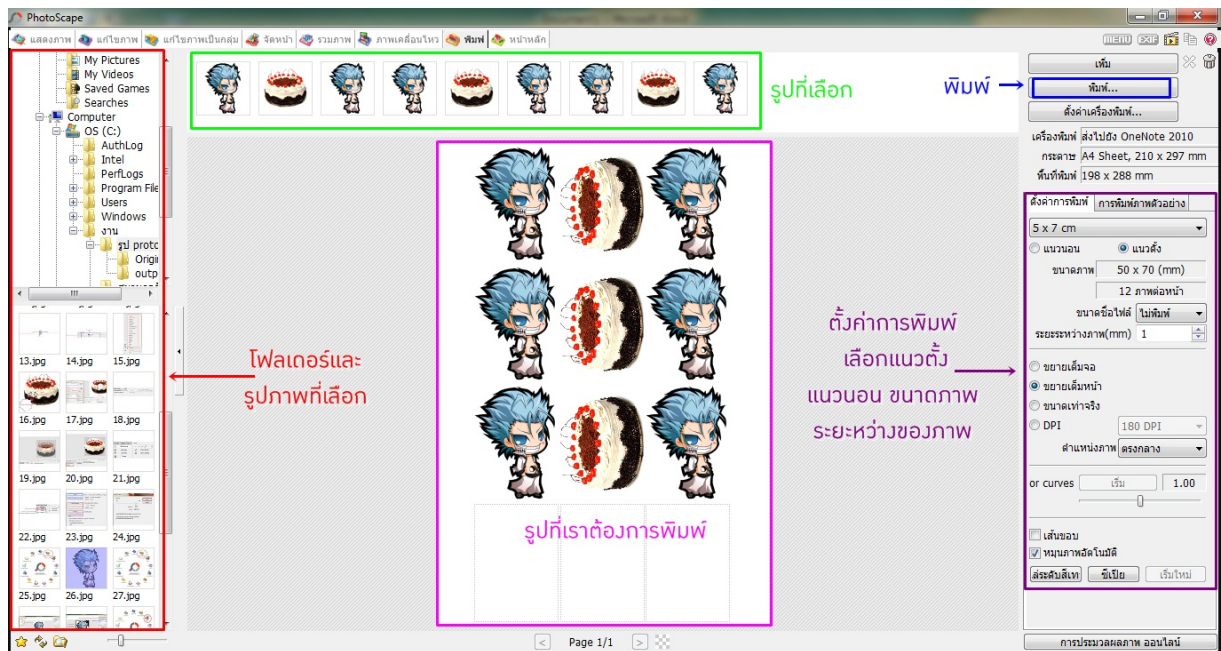 PhotoScape
แสดงภาพ แก้ไขภาพ แก้ไขภาพเป็นกลุ่ม จัดหน้า รวมภาพ ภาพเคลื่อนไหว พิมพ์ หน้าหลัก
MENU EXIF
My Pictures
My Videos
Saved Games
Searches
Computer
OS (C:)
AuthLog
Intel
PerfLogs
Program File
Users
Windows
งาน
รูป protc
Origi
outp
13.jpg 14.jpg 15.jpg
16.jpg 17.jpg 18.jpg
19.jpg 20.jpg 21.jpg
22.jpg 23.jpg 24.jpg
25.jpg 26.jpg 27.jpg
โฟลเดอร์และ
รูปภาพที่เลือก
รูปที่เลือก
รูปที่เราต้องการพิมพ์
Page 1/1
พิมพ์
ตั้งค่าการพิมพ์
เลือกแนวตั้ง
แนวนอน ขนาดภาพ
ระยะหว่างของภาพ
เพิ่ม
พิมพ์...
ตั้งค่าเครื่องพิมพ์...
เครื่องพิมพ์ ส่งไปยัง OneNote 2010
กระดาษ A4 Sheet, 210 x 297 mm
พื้นที่พิมพ์ 198 x 288 mm
ตั้งค่าการพิมพ์ การพิมพ์ภาพตัวอย่าง
5 x 7 cm
แนวนอน แนวตั้ง
ขนาดภาพ 50 x 70 (mm)
12 ภาพต่อหน้า
ขนาดชื่อไฟล์ ไม่พิมพ์
ระยะระหว่างภาพ(mm) 1
ขยายเต็มจอ
ขยายเต็มหน้า
ขนาดเท่าจริง
DPI 180 DPI
ตำแหน่งภาพ ตรงกลาง
or curves เริ่ม 1.00
เส้นขอบ
หมุนภาพอัตโนมัติ
ไล่ระดับสีเท ซีเปีย เริ่มใหม่
การประมวลผลภาพ ออนไลน์